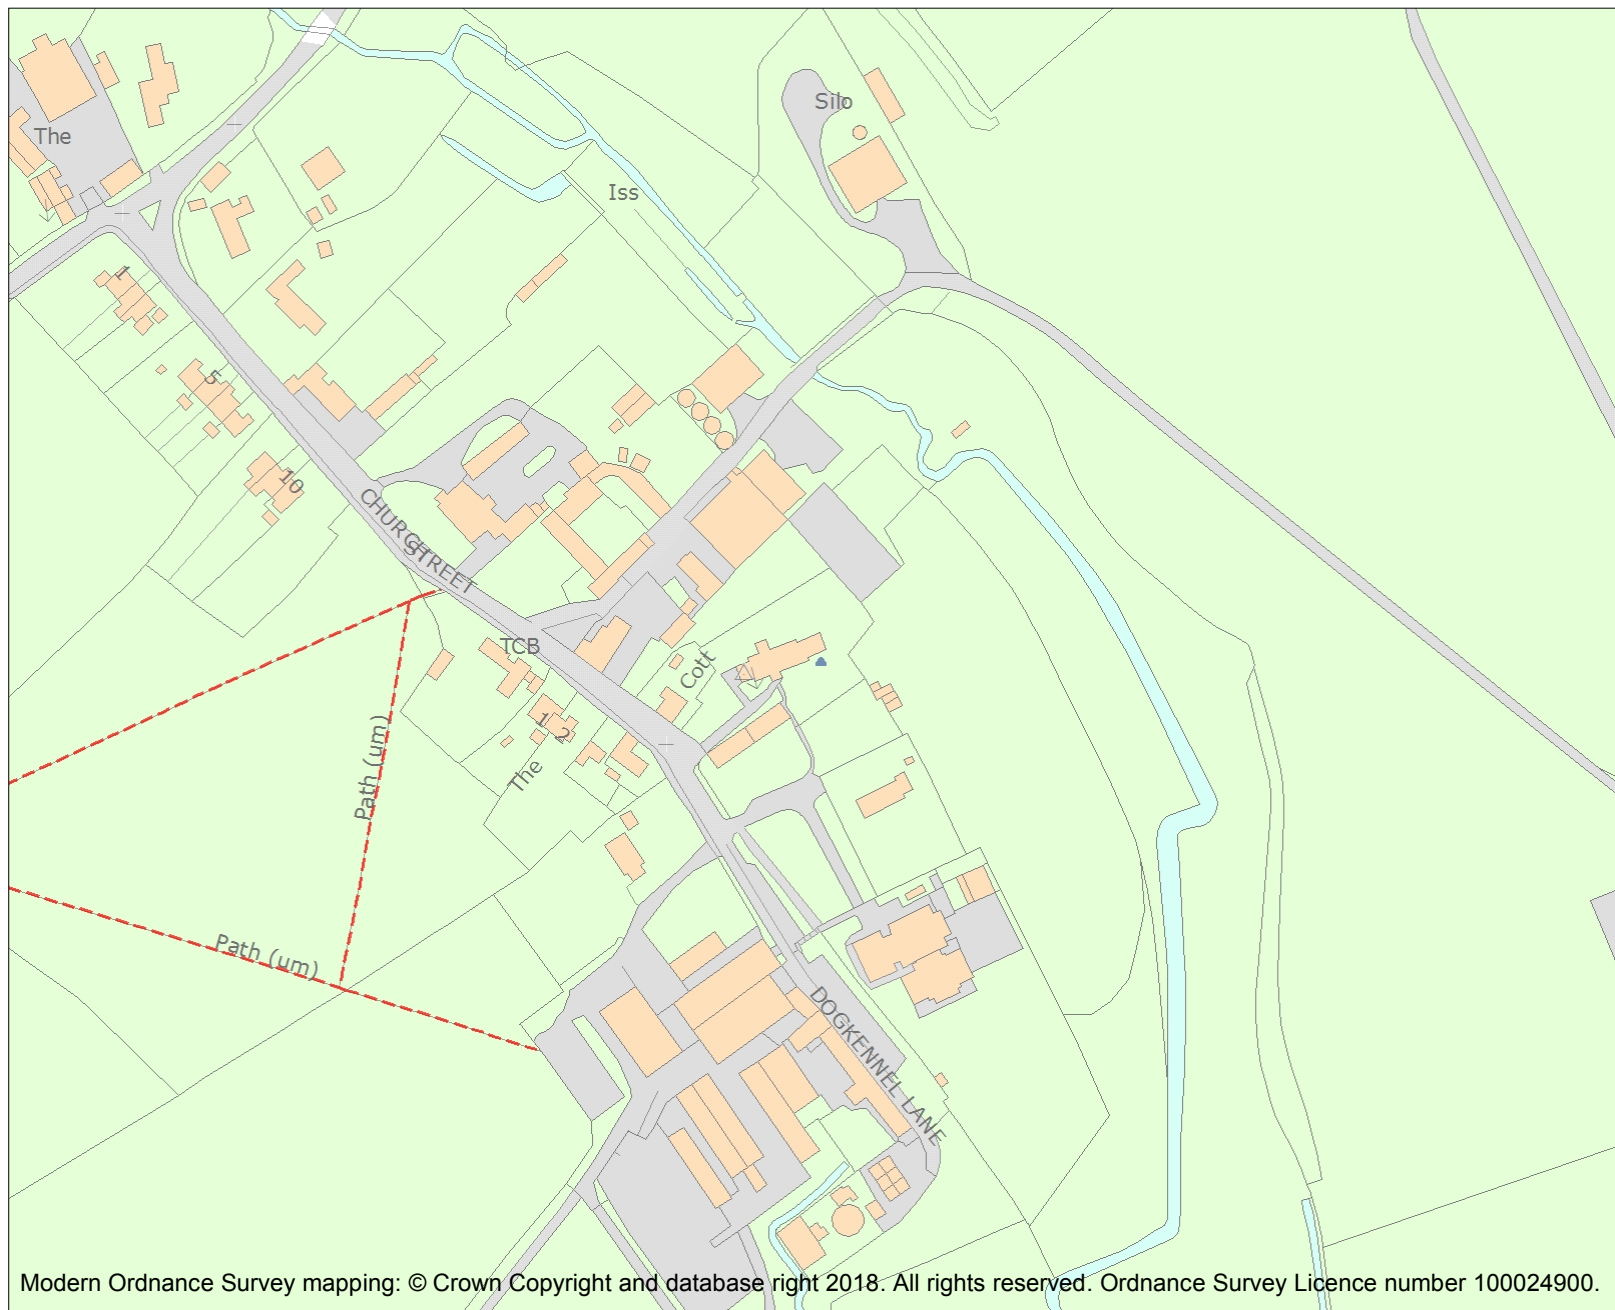 Silo
The
Iss
1
5
10
CHURCH STREET
TCB
Cott
1
2
The
Path (um)
Path (um)
DOGKENNEL LANE
Modern Ordnance Survey mapping: © Crown Copyright and database right 2018. All rights reserved. Ordnance Survey Licence number 100024900.